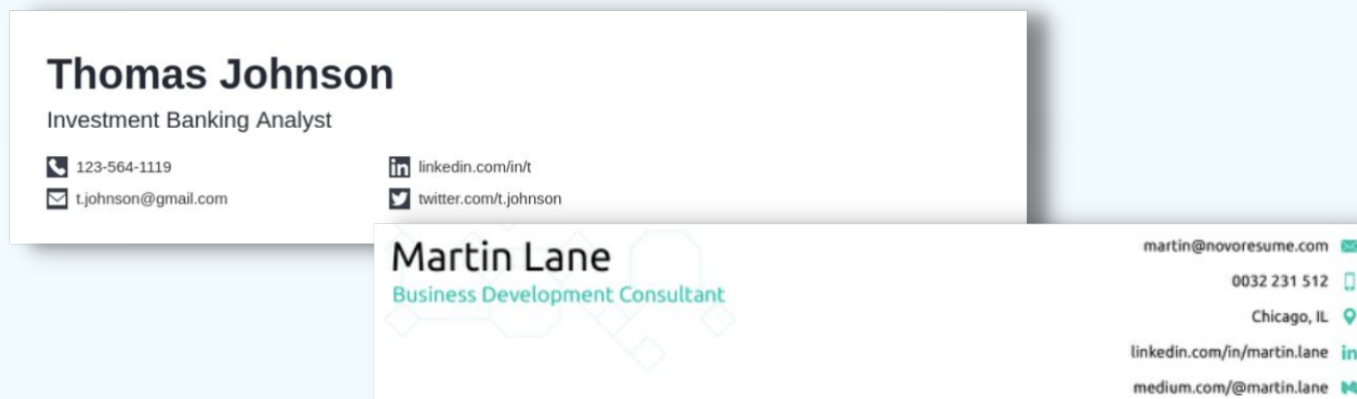 Thomas Johnson
Investment Banking Analyst
123-564-1119
linkedin.com/in/t
t.johnson@gmail.com
twitter.com/t.johnson
Martin Lane
Business Development Consultant
martin@novoresume.com
0032 231 512
Chicago, IL
linkedin.com/in/martin.lane
medium.com/@martin.lane